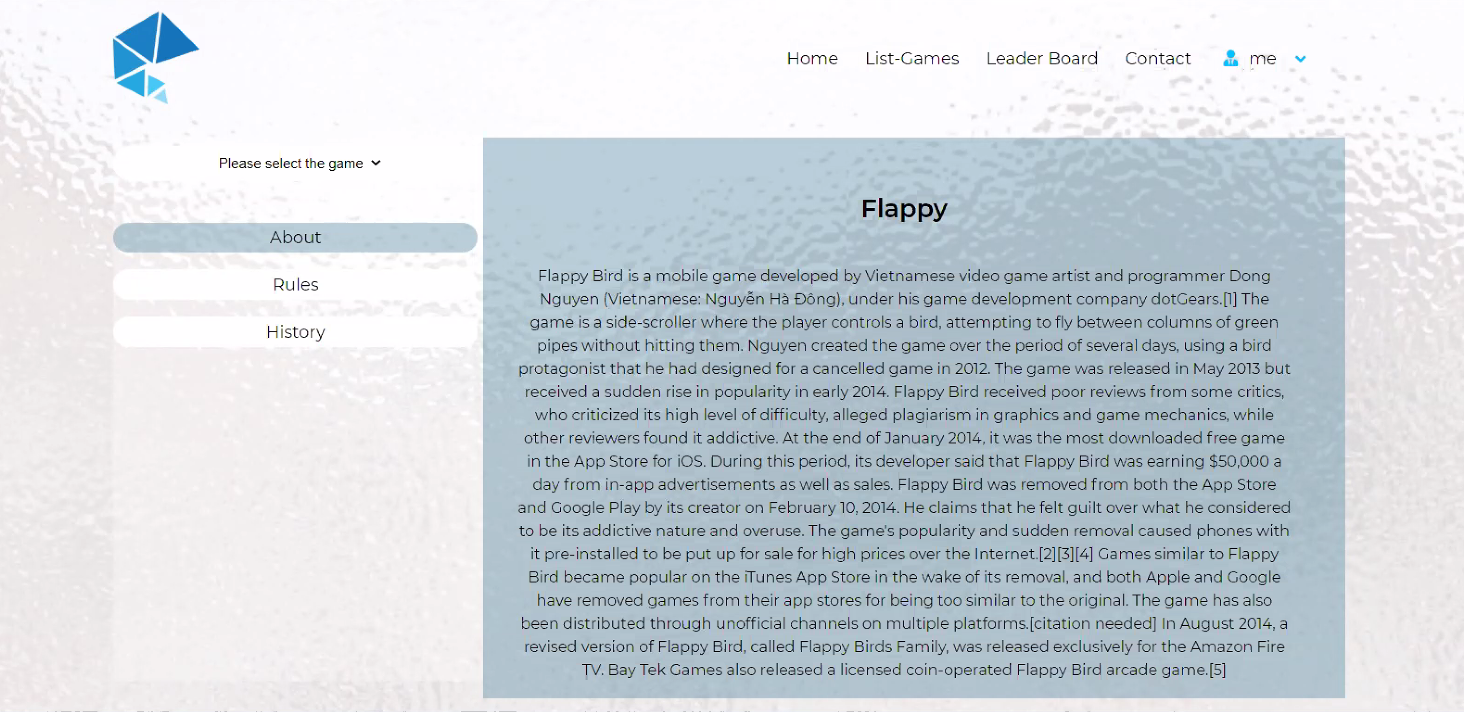 Home List-Games Leader Board Contact me
Please select the game
About
Rules
History
Flappy
Flappy Bird is a mobile game developed by Vietnamese video game artist and programmer Dong
Nguyen (Vietnamese: Nguyễn Hà Đông), under his game development company dotGears.[1] The
game is a side-scroller where the player controls a bird, attempting to fly between columns of green
pipes without hitting them. Nguyen created the game over the period of several days, using a bird
protagonist that he had designed for a cancelled game in 2012. The game was released in May 2013 but
received a sudden rise in popularity in early 2014. Flappy Bird received poor reviews from some critics,
who criticized its high level of difficulty, alleged plagiarism in graphics and game mechanics, while
other reviewers found it addictive. At the end of January 2014, it was the most downloaded free game
in the App Store for iOS. During this period, its developer said that Flappy Bird was earning $50,000 a
day from in-app advertisements as well as sales. Flappy Bird was removed from both the App Store
and Google Play by its creator on February 10, 2014. He claims that he felt guilt over what he considered
to be its addictive nature and overuse. The game's popularity and sudden removal caused phones with
it pre-installed to be put up for sale for high prices over the Internet.[2][3][4] Games similar to Flappy
Bird became popular on the iTunes App Store in the wake of its removal, and both Apple and Google
have removed games from their app stores for being too similar to the original. The game has also
been distributed through unofficial channels on multiple platforms.[citation needed] In August 2014, a
revised version of Flappy Bird, called Flappy Birds Family, was released exclusively for the Amazon Fire
TV. Bay Tek Games also released a licensed coin-operated Flappy Bird arcade game.[5]